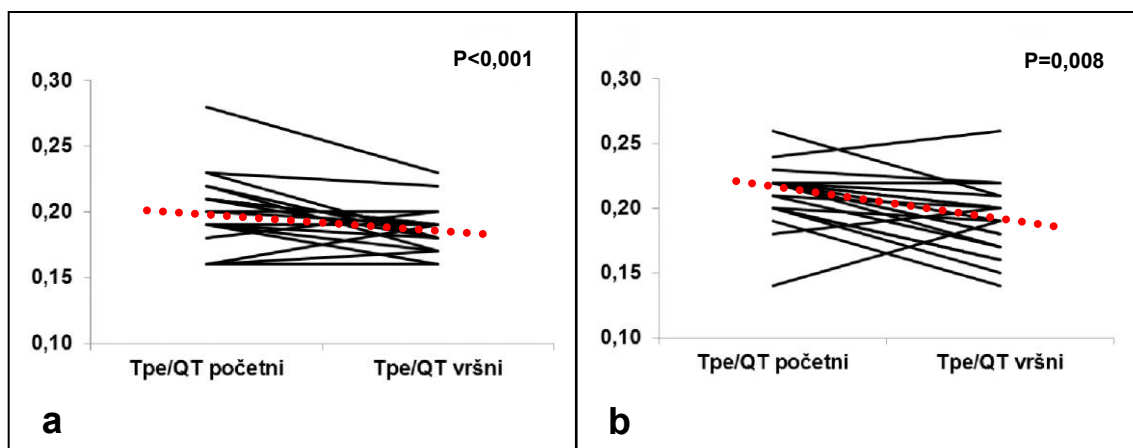 P<0,001
0,30
0,25
0,20
0,15
0,10
Tpe/QT početni
Tpe/QT vršni
a
P=0,008
0,30
0,25
0,20
0,15
0,10
Tpe/QT početni
Tpe/QT vršni
b